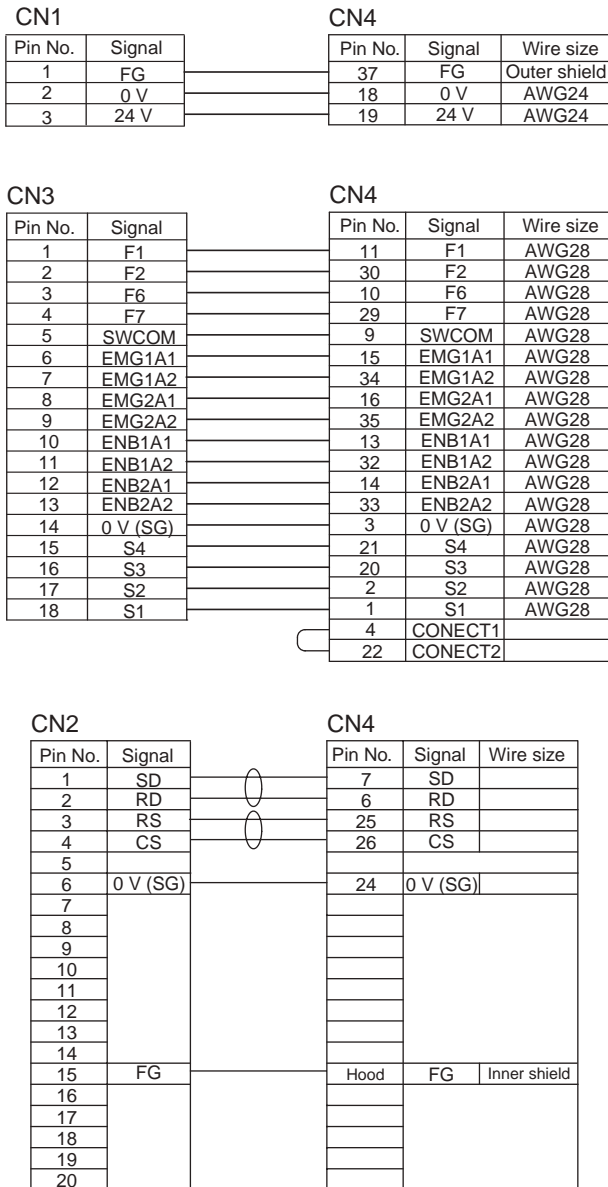 CN1 CN4
Pin No. Signal Pin No. Signal Wire size
1 FG 37 FG Outer shield
2 0 V 18 0 V AWG24
3 24 V 19 24 V AWG24
CN3 CN4
Pin No. Signal Pin No. Signal Wire size
1 F1 11 F1 AWG28
2 F2 30 F2 AWG28
3 F6 10 F6 AWG28
4 F7 29 F7 AWG28
5 SWCOM 9 SWCOM AWG28
6 EMG1A1 15 EMG1A1 AWG28
7 EMG1A2 34 EMG1A2 AWG28
8 EMG2A1 16 EMG2A1 AWG28
9 EMG2A2 35 EMG2A2 AWG28
10 ENB1A1 13 ENB1A1 AWG28
11 ENB1A2 32 ENB1A2 AWG28
12 ENB2A1 14 ENB2A1 AWG28
13 ENB2A2 33 ENB2A2 AWG28
14 0 V (SG) 3 0 V (SG) AWG28
15 S4 21 S4 AWG28
16 S3 20 S3 AWG28
17 S2 2 S2 AWG28
18 S1 1 S1 AWG28
4 CONECT1
22 CONECT2
CN2 CN4
Pin No. Signal Pin No. Signal Wire size
1 SD 7 SD
2 RD 6 RD
3 RS 25 RS
4 CS 26 CS
5
6 0 V (SG) 24 0 V (SG)
7
8
9
10
11
12
13
14
15 FG Hood FG Inner shield
16
17
18
19
20